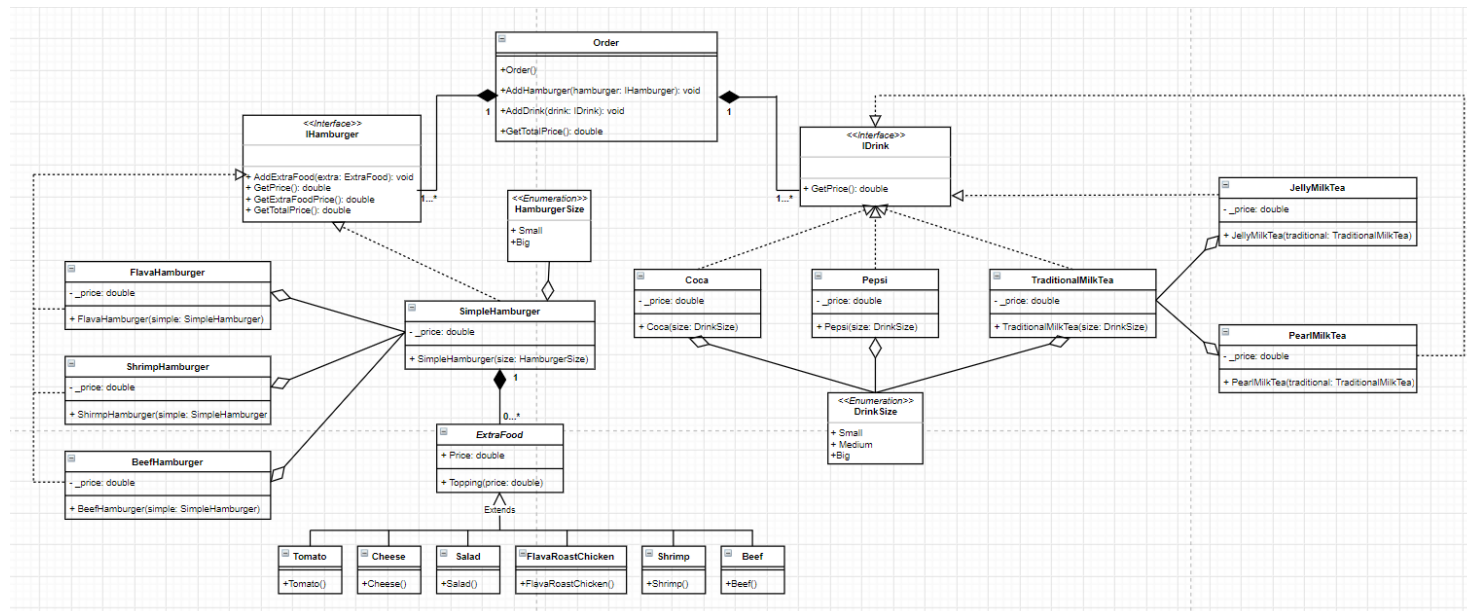 Order
+Order()
+AddHamburger(hamburger: IHamburger): void
+AddDrink(drink: IDrink): void
+GetTotalPrice(): double
1
1
<<Interface>>
IHamburger
+ AddExtraFood(extra: ExtraFood): void
+ GetPrice(): double
+ GetExtraFoodPrice(): double
+ GetTotalPrice(): double
1...*
<<Interface>>
IDrink
+ GetPrice(): double
1...*
<<Enumeration>>
HamburgerSize
+ Small
+Big
JellyMilkTea
- _price: double
+ JellyMilkTea(traditional: TraditionalMilkTea)
FlavaHamburger
- _price: double
+ FlavaHamburger(simple: SimpleHamburger)
SimpleHamburger
- _price: double
+ SimpleHamburger(size: HamburgerSize)
1
Coca
- _price: double
+ Coca(size: DrinkSize)
Pepsi
- _price: double
+ Pepsi(size: DrinkSize)
TraditionalMilkTea
- _price: double
+ TraditionalMilkTea(size: DrinkSize)
PearlMilkTea
- _price: double
+ PearlMilkTea(traditional: TraditionalMilkTea)
ShrimpHamburger
- _price: double
+ ShirmpHamburger(simple: SimpleHamburger
<<Enumeration>>
DrinkSize
+ Small
+ Medium
+Big
0...*
ExtraFood
+ Price: double
+ Topping(price: double)
BeefHamburger
- _price: double
+ BeefHamburger(simple: SimpleHamburger)
Extends
Tomato
+Tomato()
Cheese
+Cheese()
Salad
+Salad()
FlavaRoastChicken
+FlavaRoastChicken()
Shrimp
+Shrimp()
Beef
+Beef()